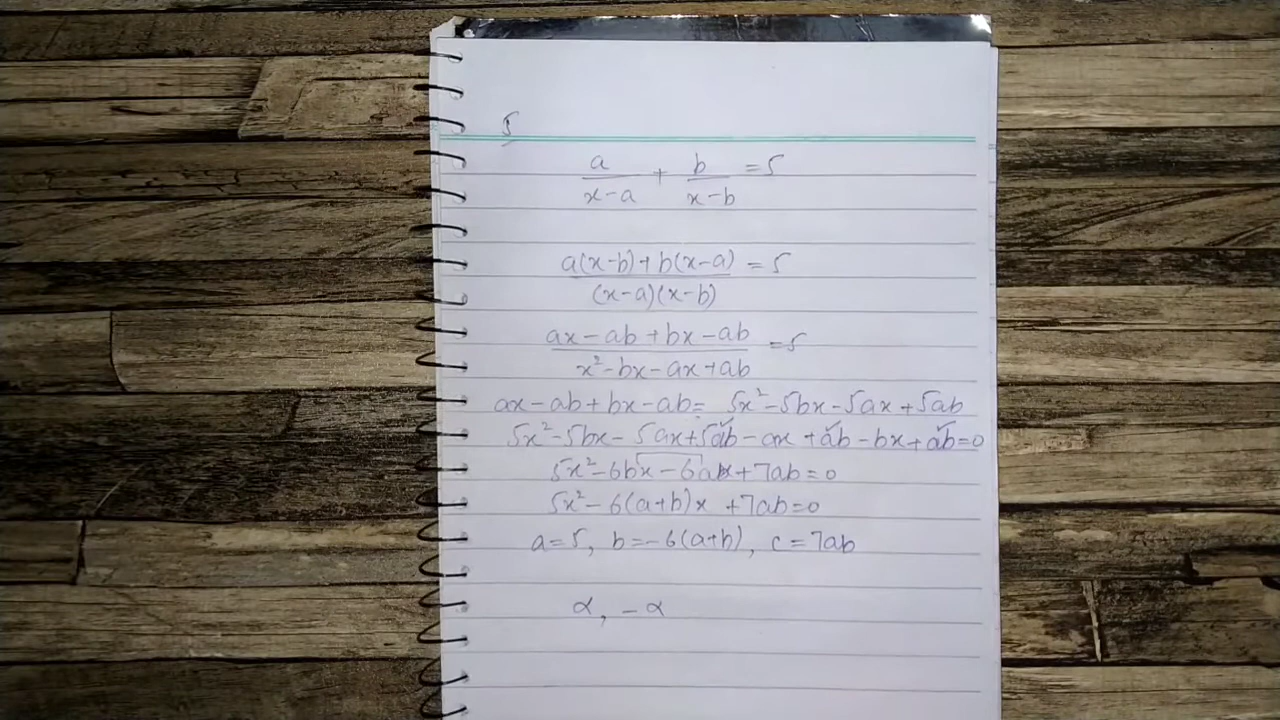 5
a/(x-a) + b/(x-b) = 5
(a(x-b)+b(x-a))/((x-a)(x-b)) = 5
(ax-ab+bx-ab)/(x²-bx-ax+ab) = 5
ax-ab+bx-ab = 5x²-5bx-5ax+5ab
5x²-5bx-5ax+5ab-ax+ab-bx+ab=0
5x²-6bx-6ax+7ab=0
5x²-6(a+b)x+7ab=0
a=5, b=-6(a+b), c=7ab
α, -α